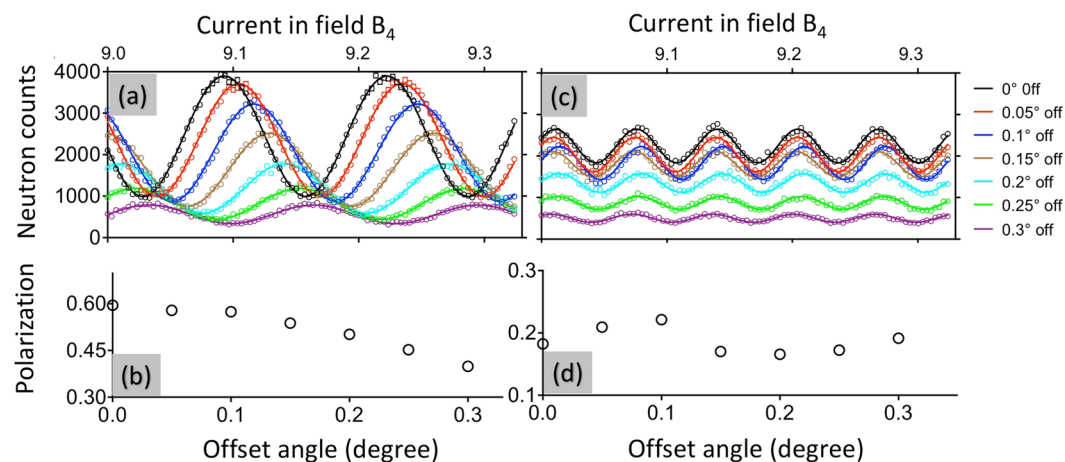 Current in field B₄
9.0 9.1 9.2 9.3
4000
3000
2000
1000
0
Neutron counts
(a)
Current in field B₄
9.1 9.2 9.3
(c)
0° Off
0.05° off
0.1° off
0.15° off
0.2° off
0.25° off
0.3° off
Polarization
0.60
0.45
0.30
(b)
0.0 0.1 0.2 0.3
Offset angle (degree)
0.3
0.2
0.1
(d)
0.0 0.1 0.2 0.3
Offset angle (degree)